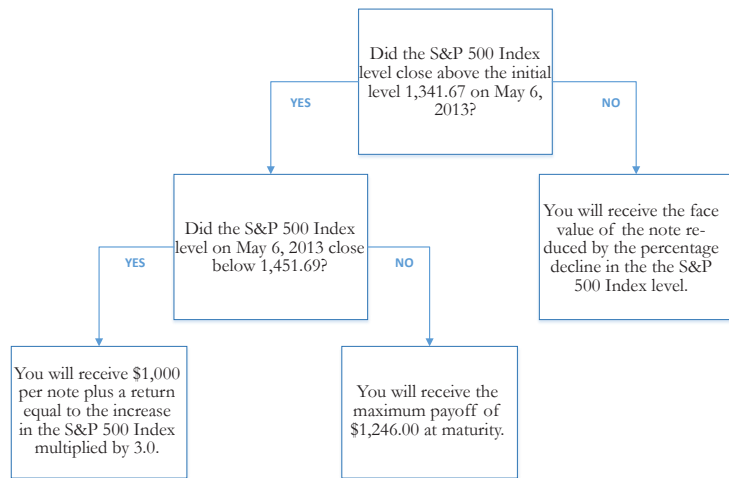 Did the S&P 500 Index
level close above the initial
level 1,341.67 on May 6,
2013?
YES
NO
Did the S&P 500 Index
level on May 6, 2013 close
below 1,451.69?
You will receive the face
value of the note re-
duced by the percentage
decline in the the S&P
500 Index level.
YES
NO
You will receive $1,000
per note plus a return
equal to the increase
in the S&P 500 Index
multiplied by 3.0.
You will receive the
maximum payoff of
$1,246.00 at maturity.